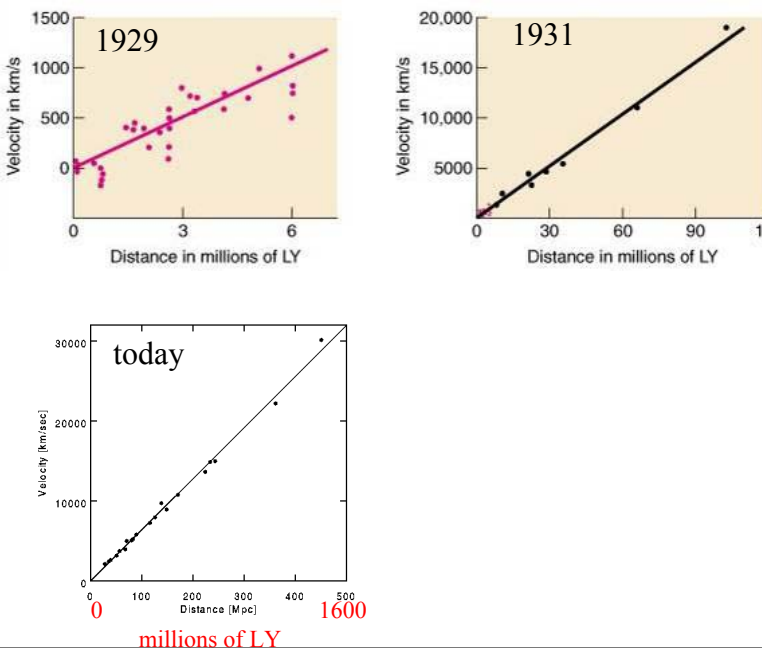 1500
1929
1000
500
0
Velocity in km/s
0 3 6
Distance in millions of LY
20,000
1931
15,000
10,000
5000
Velocity in km/s
0 30 60 90 1
Distance in millions of LY
30000
today
20000
10000
0
Velocity [km/sec]
0 100 200 300 400 500
Distance [Mpc]
0 1600
millions of LY